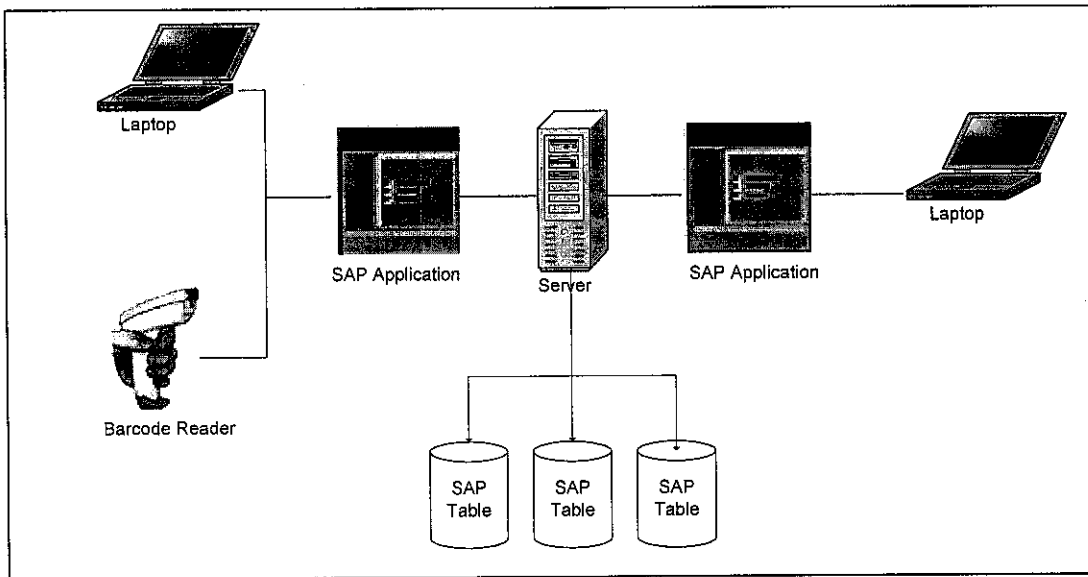 Laptop
SAP Application
Server
SAP Application
Laptop
Barcode Reader
SAP
Table
SAP
Table
SAP
Table